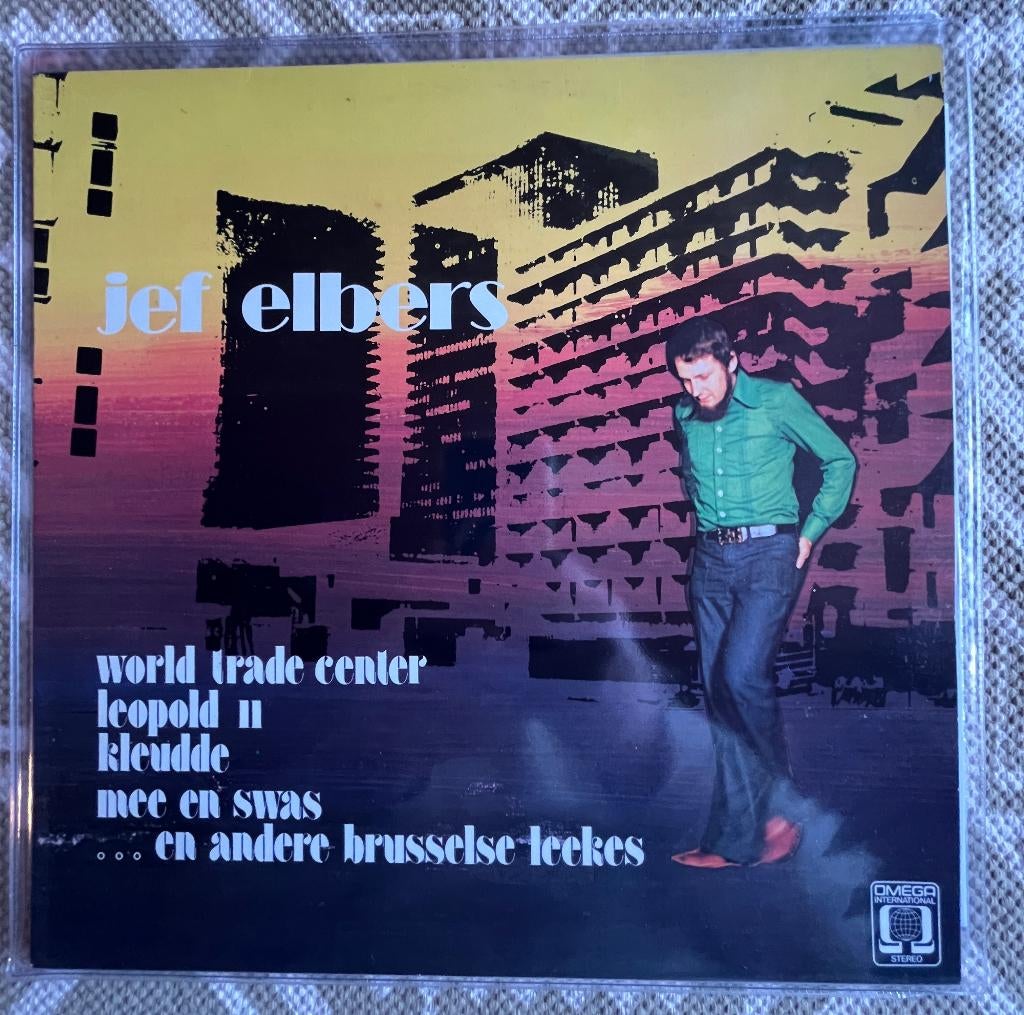 jef elbers
world trade center
leopold II
kleudde
mee en swas
... en andere brusselse leekes
OMEGA
INTERNATIONAL
STEREO